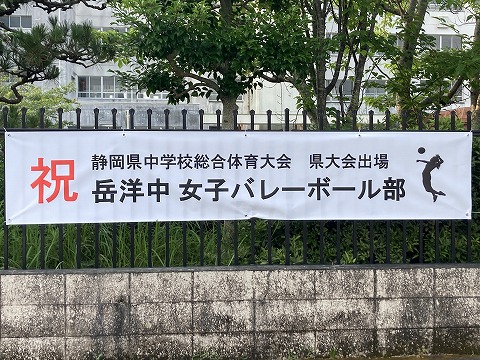 祝
静岡県中学校総合体育大会　県大会出場
岳洋中 女子バレーボール部